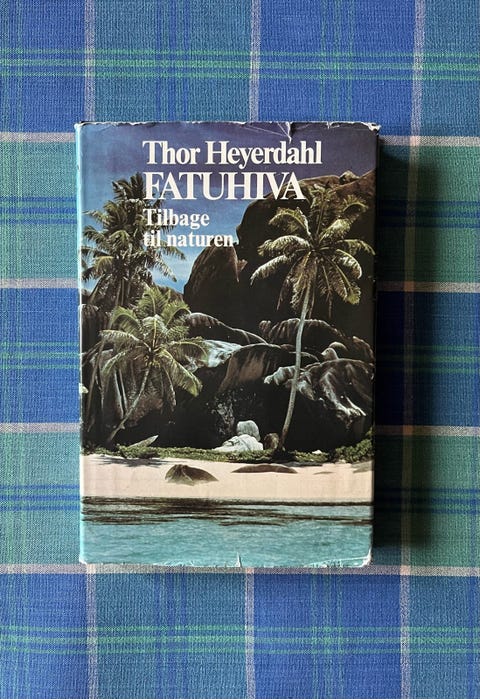 Thor Heyerdahl
FATUHIVA
Tilbage
til naturen